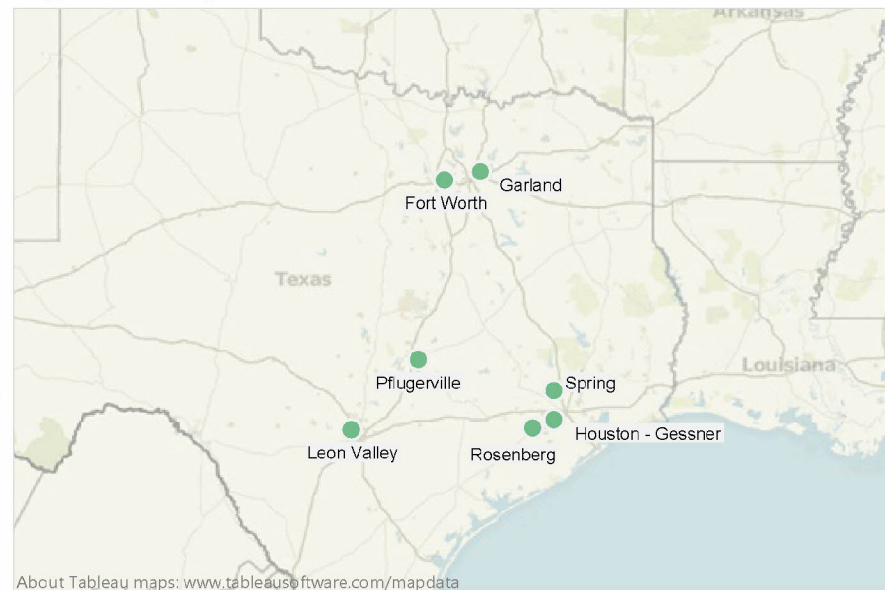 Arkansas
Garland
Fort Worth
Texas
Louisiana
Pflugerville
Spring
Houston - Gessner
Leon Valley
Rosenberg
About Tableau maps: www.tableausoftware.com/mapdata